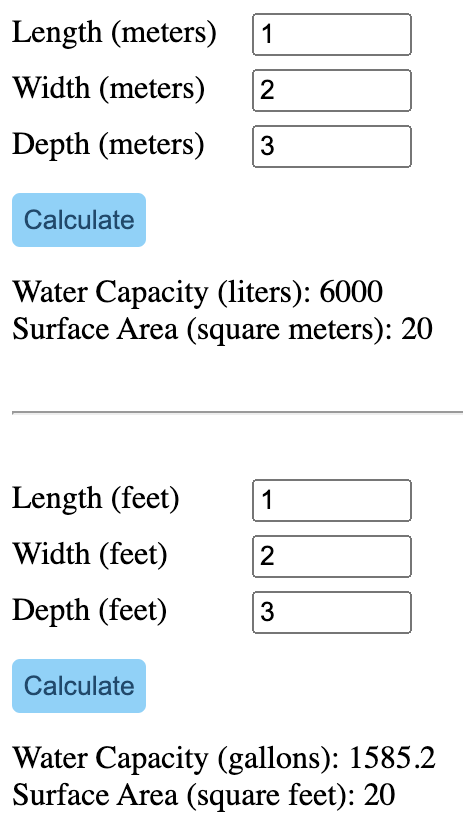 Length (meters) 1
Width (meters) 2
Depth (meters) 3
Calculate
Water Capacity (liters): 6000
Surface Area (square meters): 20
Length (feet) 1
Width (feet) 2
Depth (feet) 3
Calculate
Water Capacity (gallons): 1585.2
Surface Area (square feet): 20